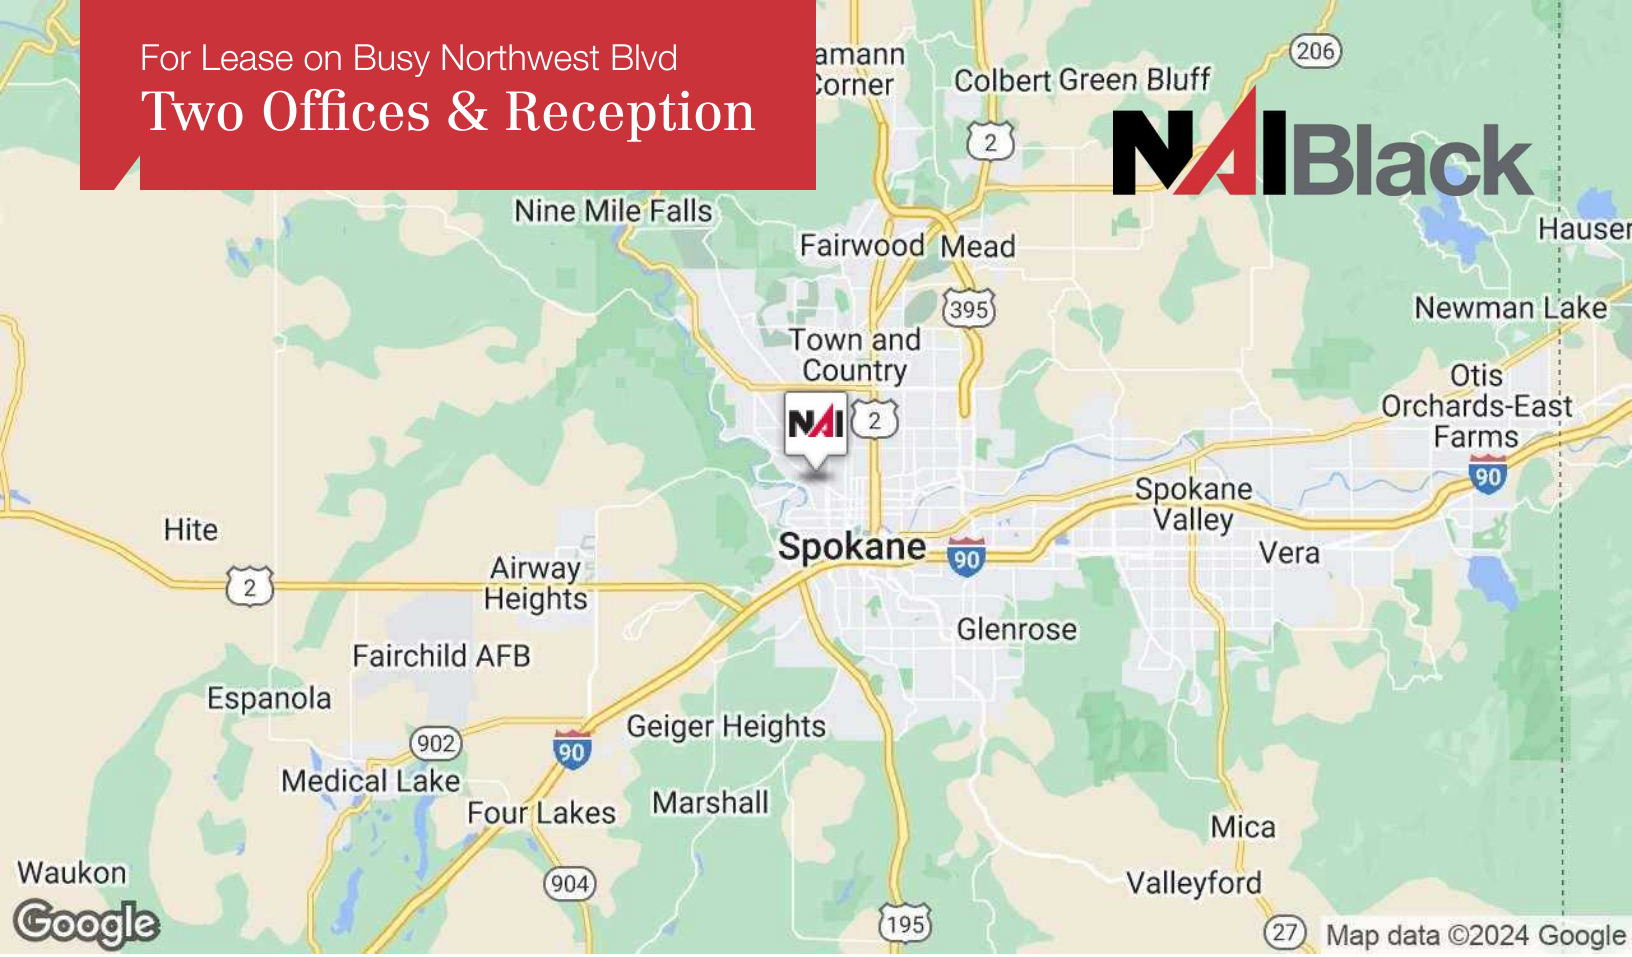 For Lease on Busy Northwest Blvd
Two Offices & Reception
amann
Corner
Colbert
Green Bluff
206
2
NAI Black
Nine Mile Falls
Fairwood
Mead
Hauser
395
Newman Lake
Town and
Country
Otis
Orchards-East
Farms
NAI
2
90
Spokane
Valley
Hite
Spokane
90
Vera
Airway
Heights
2
Glenrose
Fairchild AFB
Espanola
Geiger Heights
902
90
Medical Lake
Four Lakes
Marshall
Mica
Waukon
904
Valleyford
Google
195
27
Map data ©2024 Google